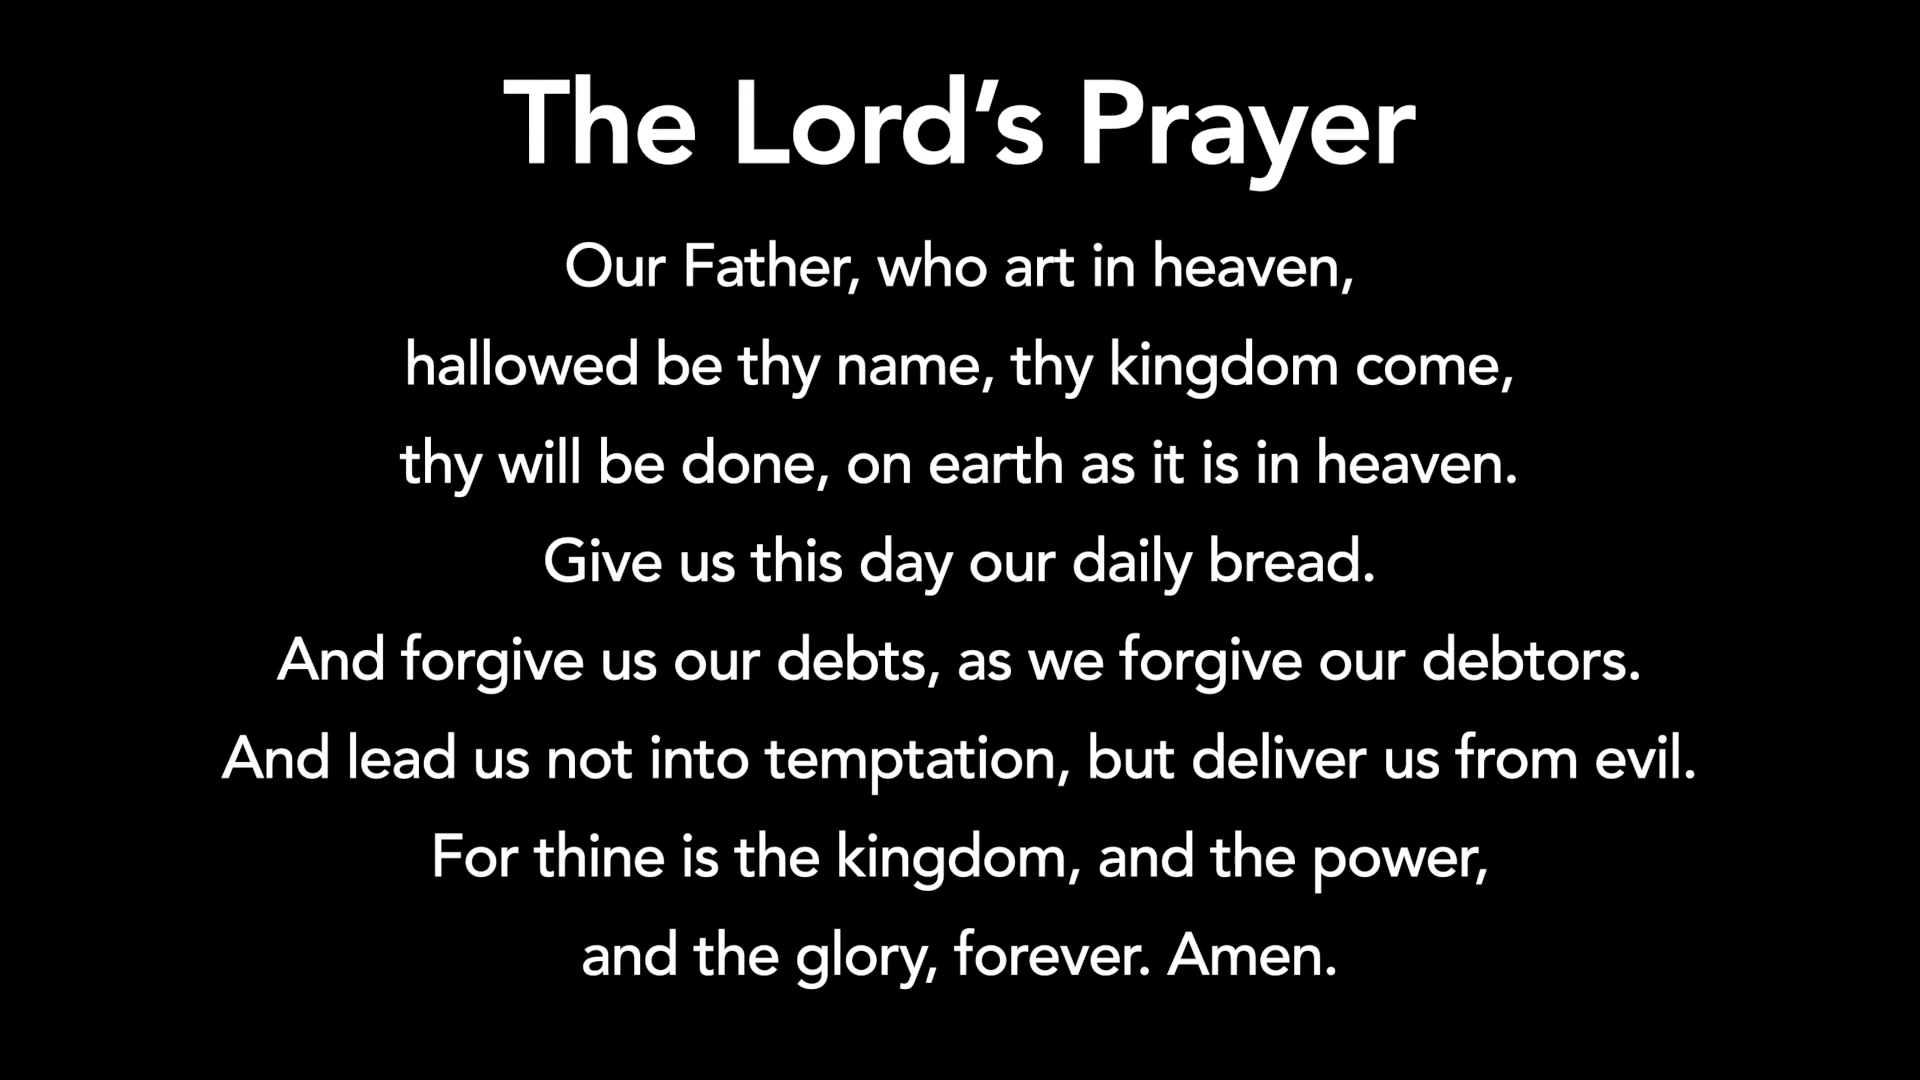 The Lord’s Prayer
Our Father, who art in heaven,
hallowed be thy name, thy kingdom come,
thy will be done, on earth as it is in heaven.
Give us this day our daily bread.
And forgive us our debts, as we forgive our debtors.
And lead us not into temptation, but deliver us from evil.
For thine is the kingdom, and the power,
and the glory, forever. Amen.